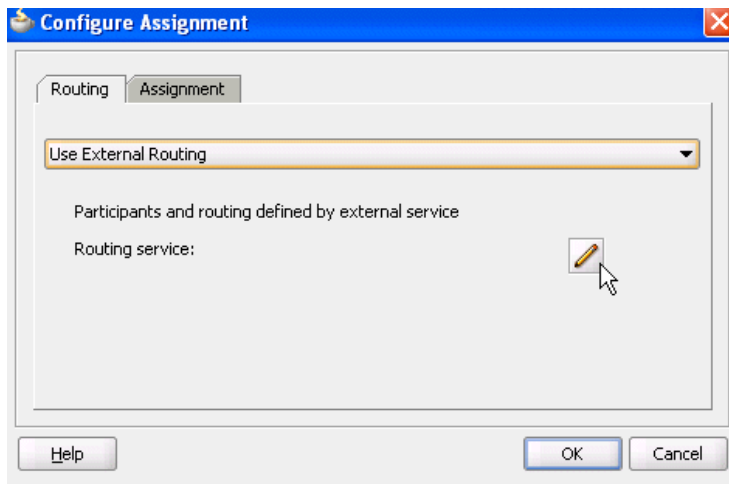 Configure Assignment
Routing Assignment
Use External Routing
Participants and routing defined by external service
Routing service:
Help OK Cancel